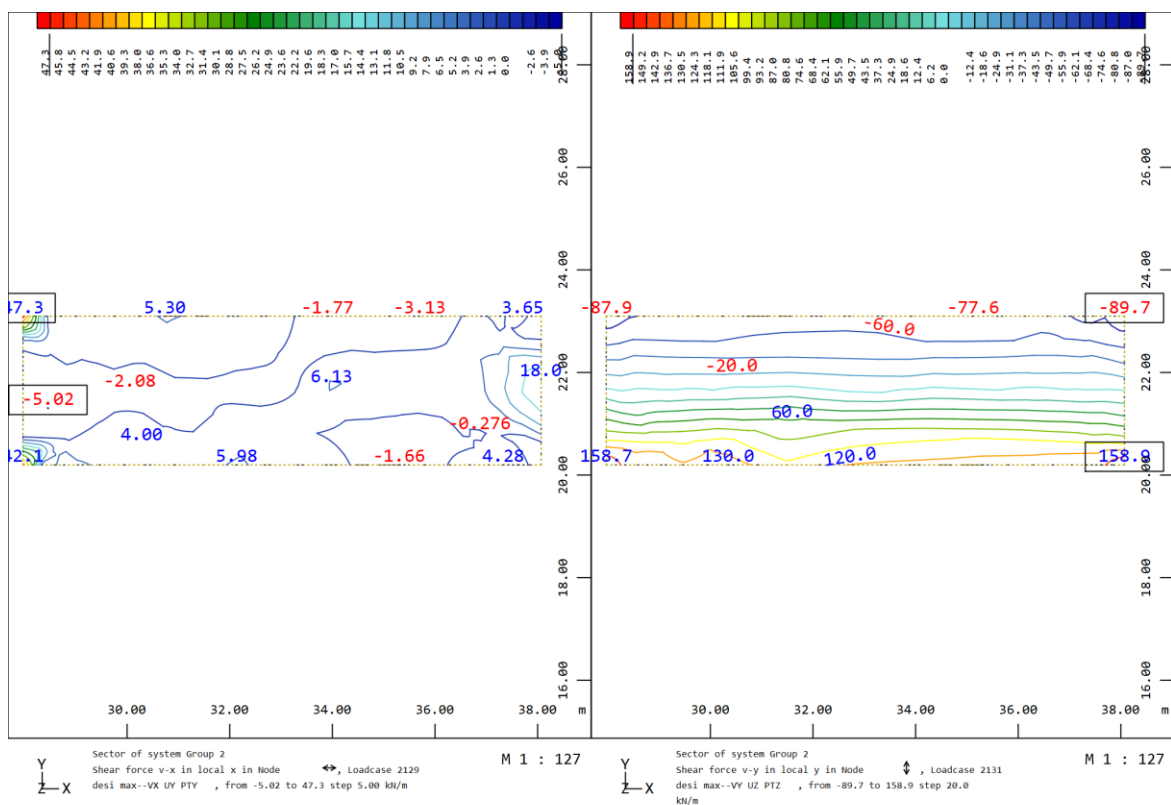 47.3 45.8 44.5 43.2 41.9 40.6 39.3 38.0 36.6 35.3 34.0 32.7 31.4 30.1 28.8 27.5 26.2 24.9 23.6 22.2 19.6 18.3 17.0 15.7 14.4 13.1 11.8 10.5 9.2 7.9 6.5 5.2 3.9 2.6 1.3 0.0 -2.6 -3.9
28.00
26.00
24.00
47.3 5.30 -1.77 -3.13 3.65
22.00
18.0
6.13
-2.08
-5.02
-0.276
4.00
42.1 5.98 -1.66 4.28
20.00
18.00
16.00
30.00 32.00 34.00 36.00 38.00 m
Y
Z X
Sector of system Group 2
Shear force v-x in local x in Node , Loadcase 2129
desi max--VX UY PTY , from -5.02 to 47.3 step 5.00 kN/m
M 1 : 127
158.9 149.2 142.9 136.7 130.5 124.3 118.1 111.9 105.6 99.4 93.2 87.0 80.8 74.6 68.4 62.1 55.9 49.7 43.5 37.3 24.9 18.6 12.4 6.2 0.0 -12.4 -18.6 -24.9 -31.1 -37.3 -43.5 -49.7 -55.9 -62.1 -68.4 -74.6 -80.8 -87.0 -89.7
28.00
26.00
24.00
-87.9 -77.6 -89.7
-60.0
-20.0
22.00
60.0
158.7 130.0 120.0 158.9
20.00
18.00
16.00
30.00 32.00 34.00 36.00 38.00 m
Y
Z X
Sector of system Group 2
Shear force v-y in local y in Node , Loadcase 2131
desi max--VY UZ PTZ , from -89.7 to 158.9 step 20.0
kN/m
M 1 : 127